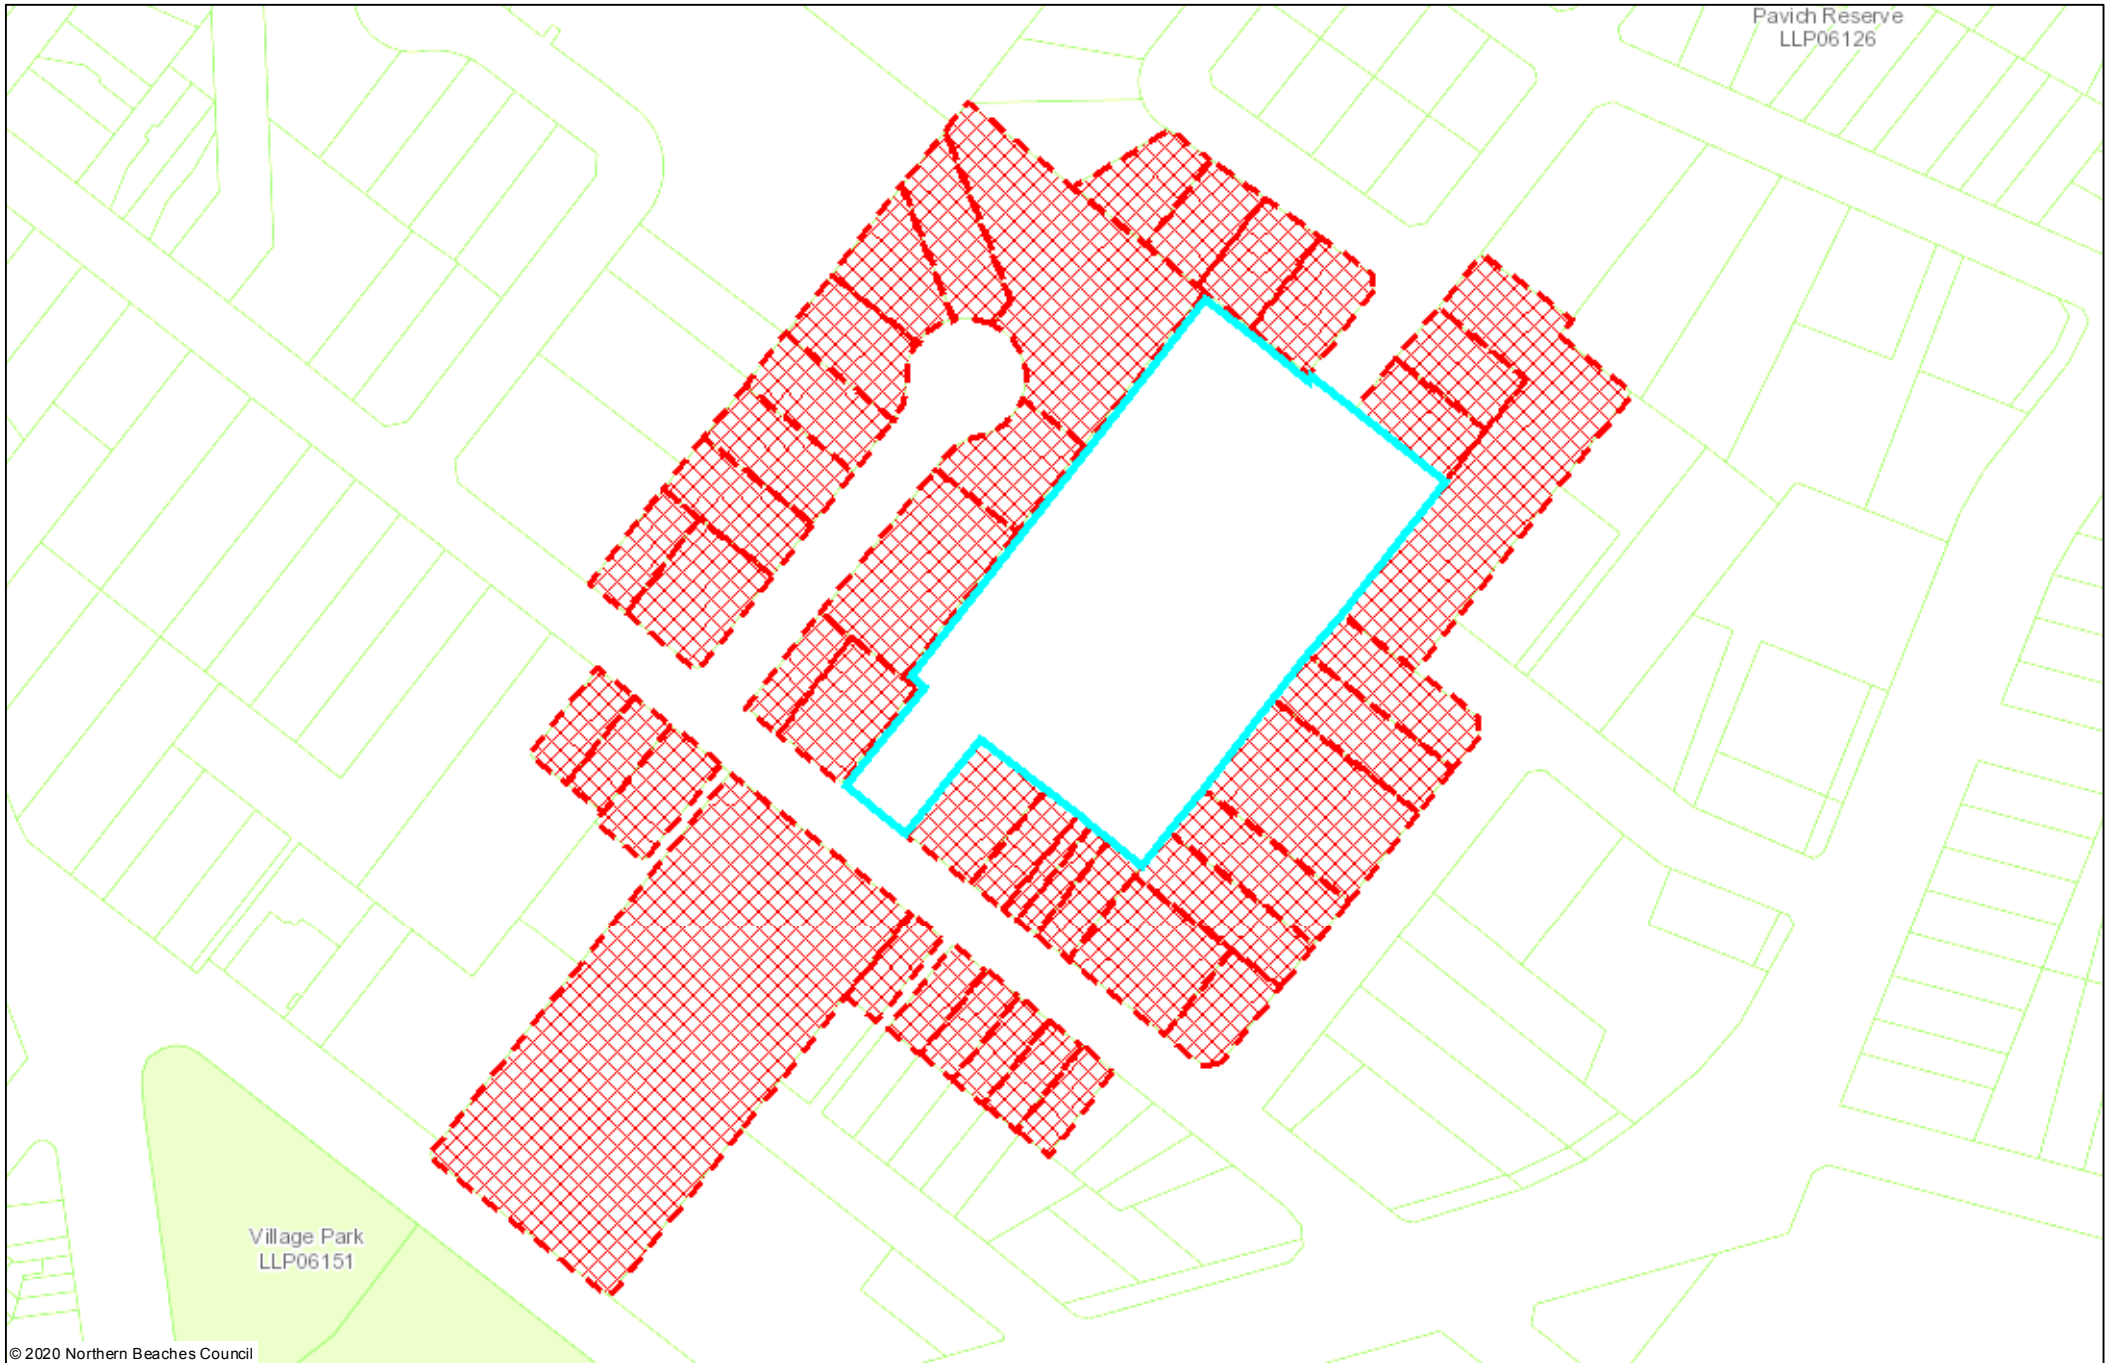 Pavich Reserve
LLP06126
Village Park
LLP06151
© 2020 Northern Beaches Council